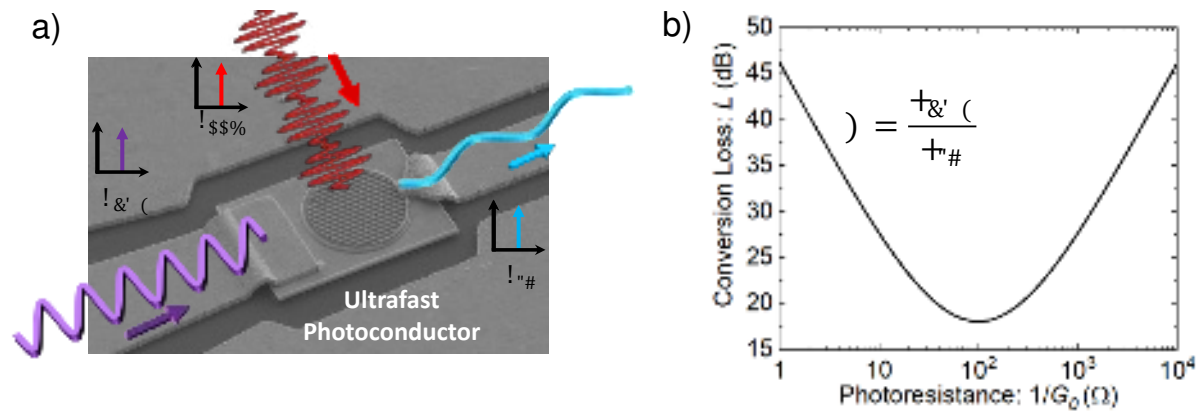 a)
b)
!$$%
!&' (
!"#
Ultrafast
Photoconductor
Conversion Loss: L (dB)
50
45
40
35
30
25
20
15
) = +&' ( / +"#
1
10
10²
10³
10⁴
Photoresistance: 1/G₀ (Ω)